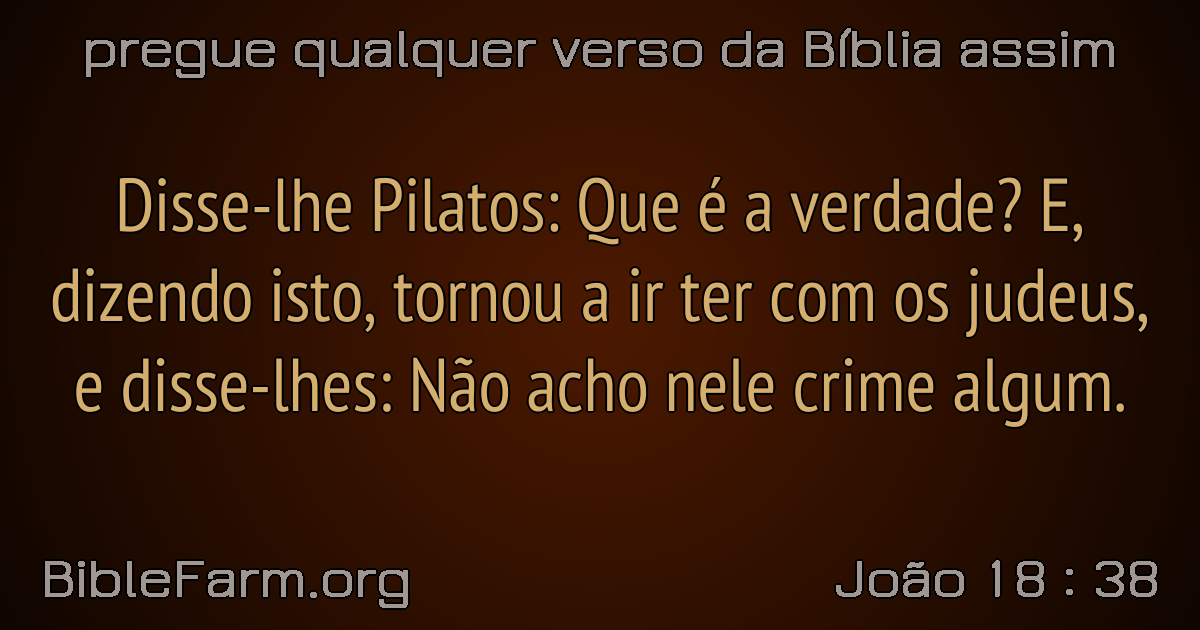 pregue qualquer verso da Bíblia assim
Disse-lhe Pilatos: Que é a verdade? E,
dizendo isto, tornou a ir ter com os judeus,
e disse-lhes: Não acho nele crime algum.
BibleFarm.org
João 18 : 38